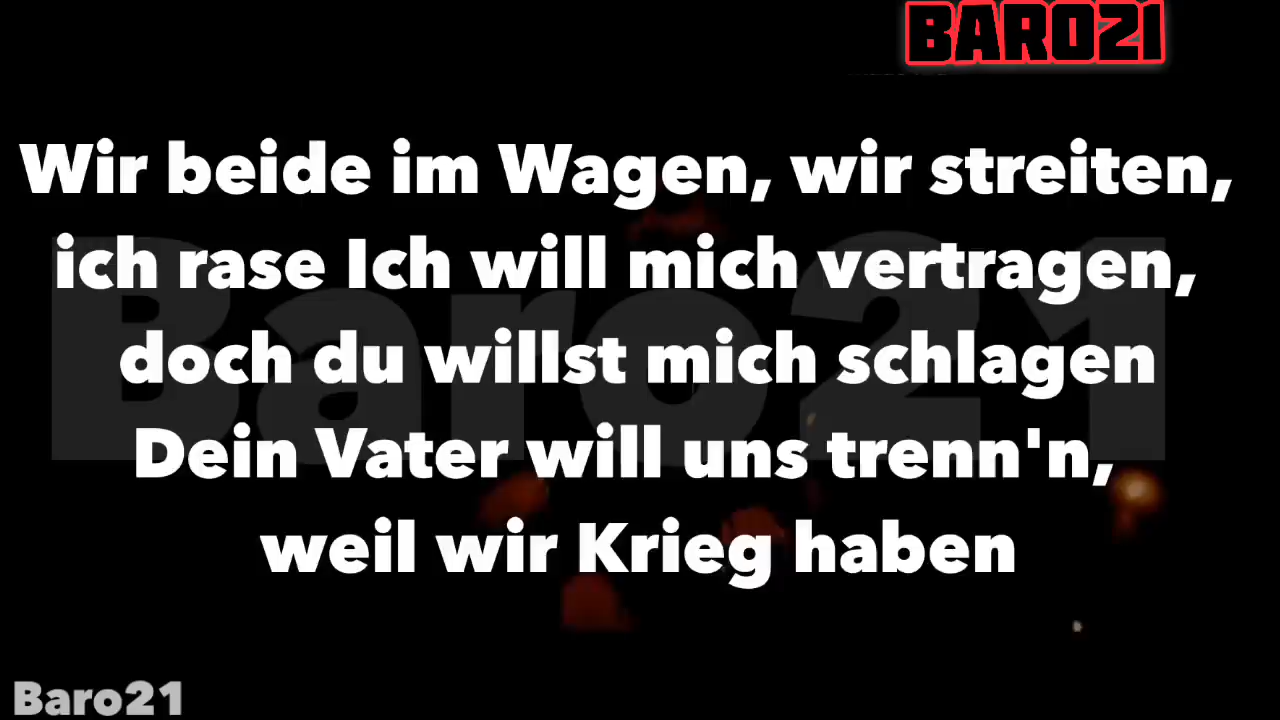 BARO21
Wir beide im Wagen, wir streiten,
ich rase Ich will mich vertragen,
doch du willst mich schlagen
Dein Vater will uns trenn'n,
weil wir Krieg haben
Baro21
Baro21